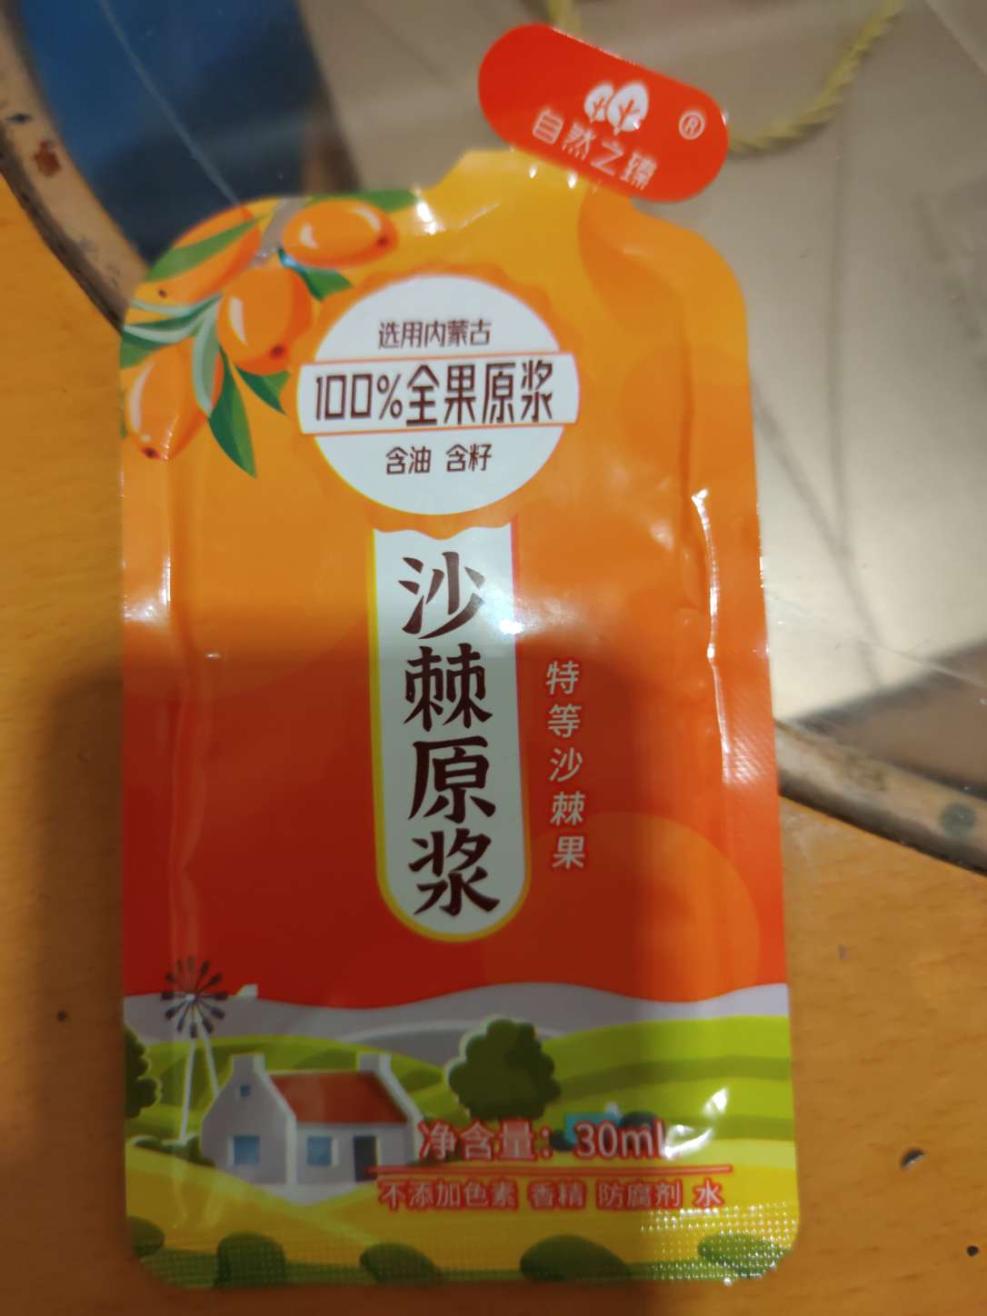 自然之臻®
选用内蒙古
100%全果原浆
含油 含籽
沙棘原浆
特等沙棘果
净含量：30ml
不添加色素 香精 防腐剂 水